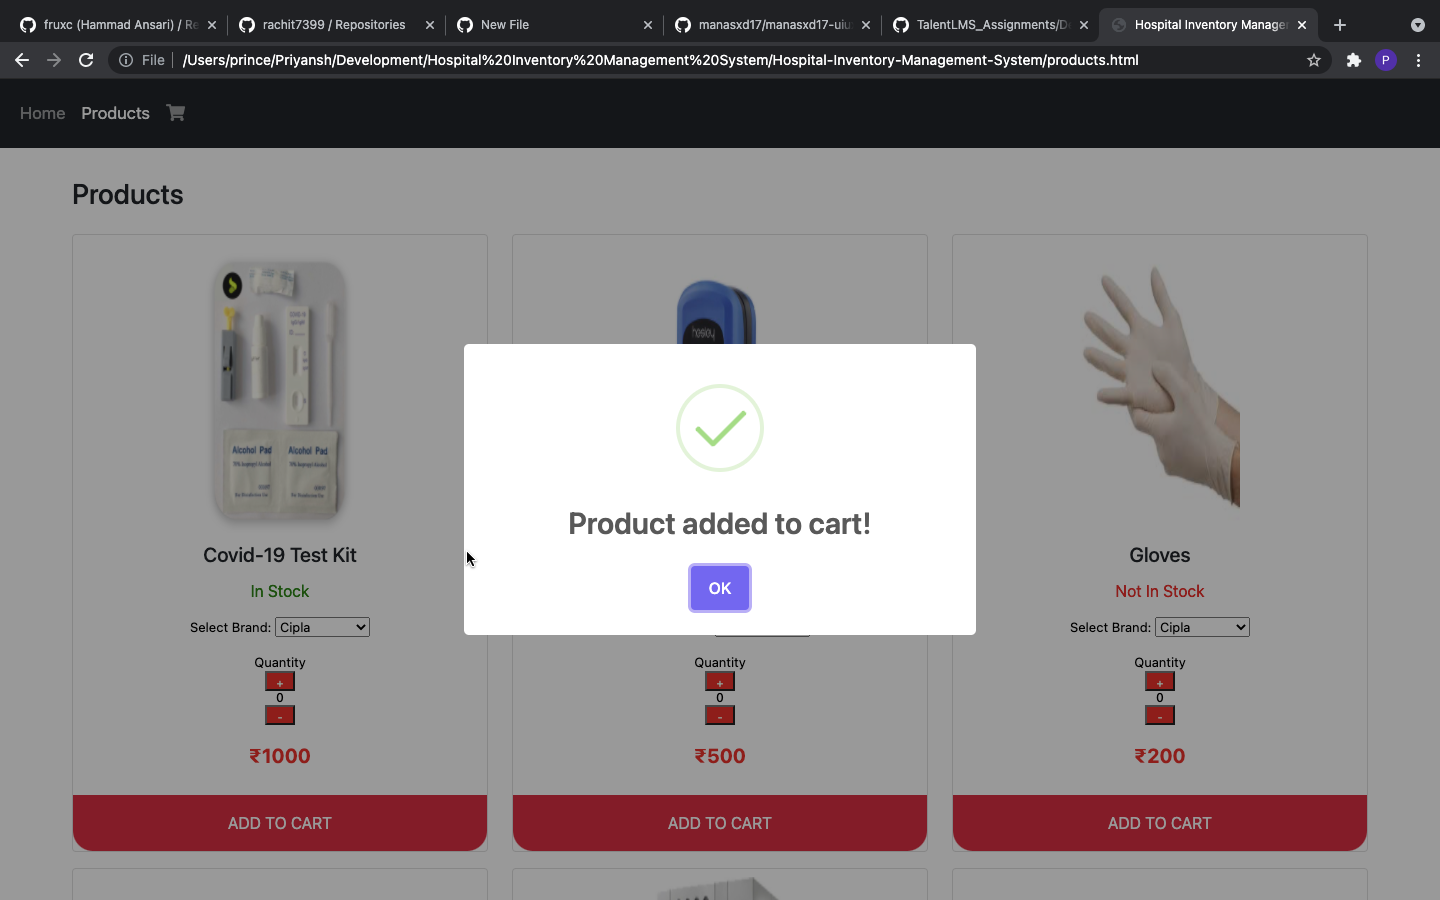 fruxc (Hammad Ansari) / Re
rachit7399 / Repositories
New File
manasxd17/manasxd17-uiu
TalentLMS_Assignments/D
Hospital Inventory Manager
File
/Users/prince/Priyansh/Development/Hospital%20Inventory%20Management%20System/Hospital-Inventory-Management-System/products.html
P
Home Products
Products
Alcohol Pad Alcohol Pad
Product added to cart!
OK
Covid-19 Test Kit
In Stock
Select Brand: Cipla
Quantity
+
0
-
₹1000
ADD TO CART
Quantity
+
0
-
₹500
ADD TO CART
Gloves
Not In Stock
Select Brand: Cipla
Quantity
+
0
-
₹200
ADD TO CART